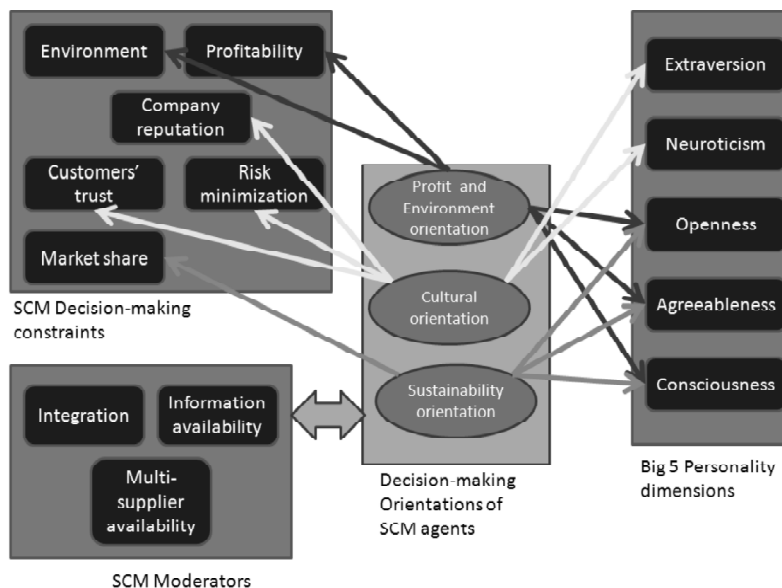 Environment
Profitability
Company
reputation
Customers'
trust
Risk
minimization
Market share
SCM Decision-making
constraints
Integration
Information
availability
Multi-
supplier
availability
SCM Moderators
Profit and
Environment
orientation
Cultural
orientation
Sustainability
orientation
Decision-making
Orientations of
SCM agents
Extraversion
Neuroticism
Openness
Agreeableness
Consciousness
Big 5 Personality
dimensions